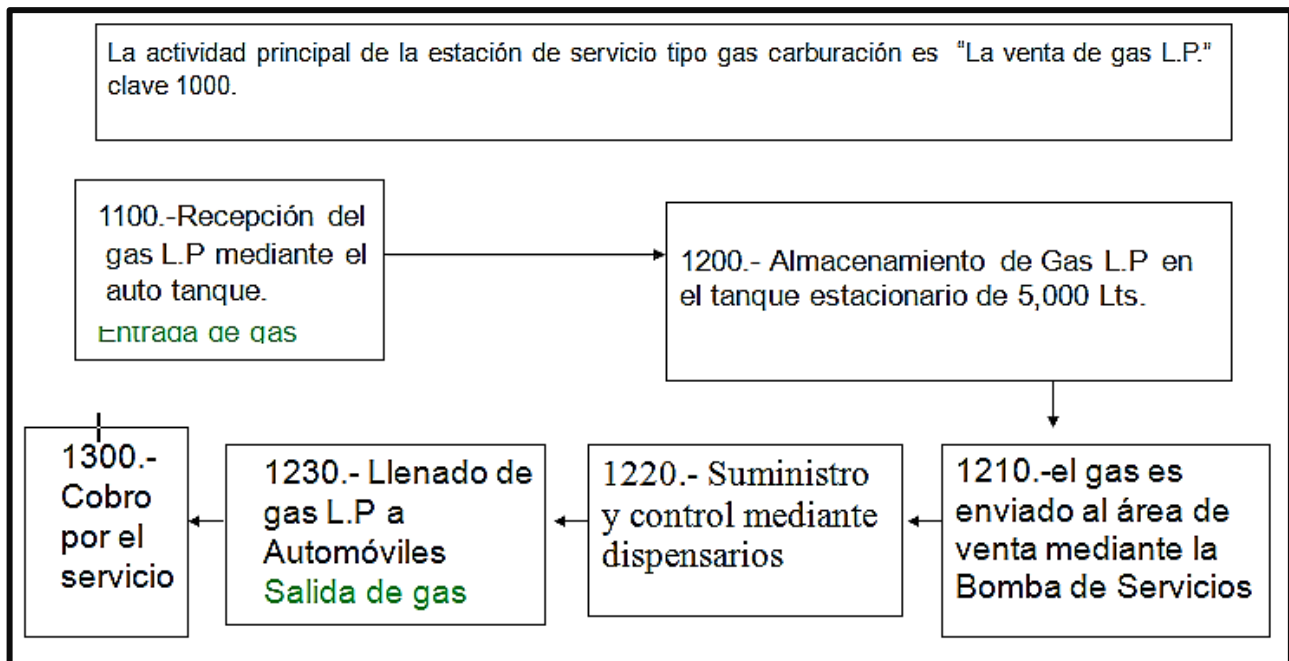 La actividad principal de la estación de servicio tipo gas carburación es "La venta de gas L.P."
clave 1000.
1100.-Recepción del
gas L.P mediante el
auto tanque.
Entrada de gas
1200.- Almacenamiento de Gas L.P en
el tanque estacionario de 5,000 Lts.
1210.-el gas es
enviado al área de
venta mediante la
Bomba de Servicios
1220.- Suministro
y control mediante
dispensarios
1230.- Llenado de
gas L.P a
Automóviles
Salida de gas
1300.-
Cobro
por el
servicio